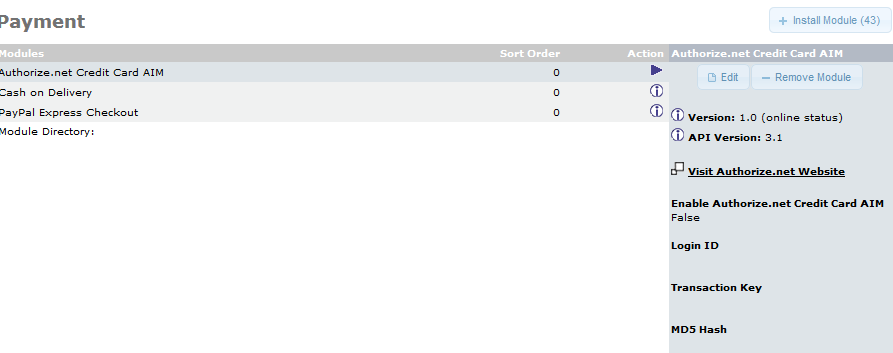 Payment
Install Module (43)
Modules Sort Order Action
Authorize.net Credit Card AIM 0
Cash on Delivery 0
PayPal Express Checkout 0
Module Directory:
Authorize.net Credit Card AIM
Edit Remove Module
Version: 1.0 (online status)
API Version: 3.1
Visit Authorize.net Website
Enable Authorize.net Credit Card AIM
False
Login ID
Transaction Key
MD5 Hash